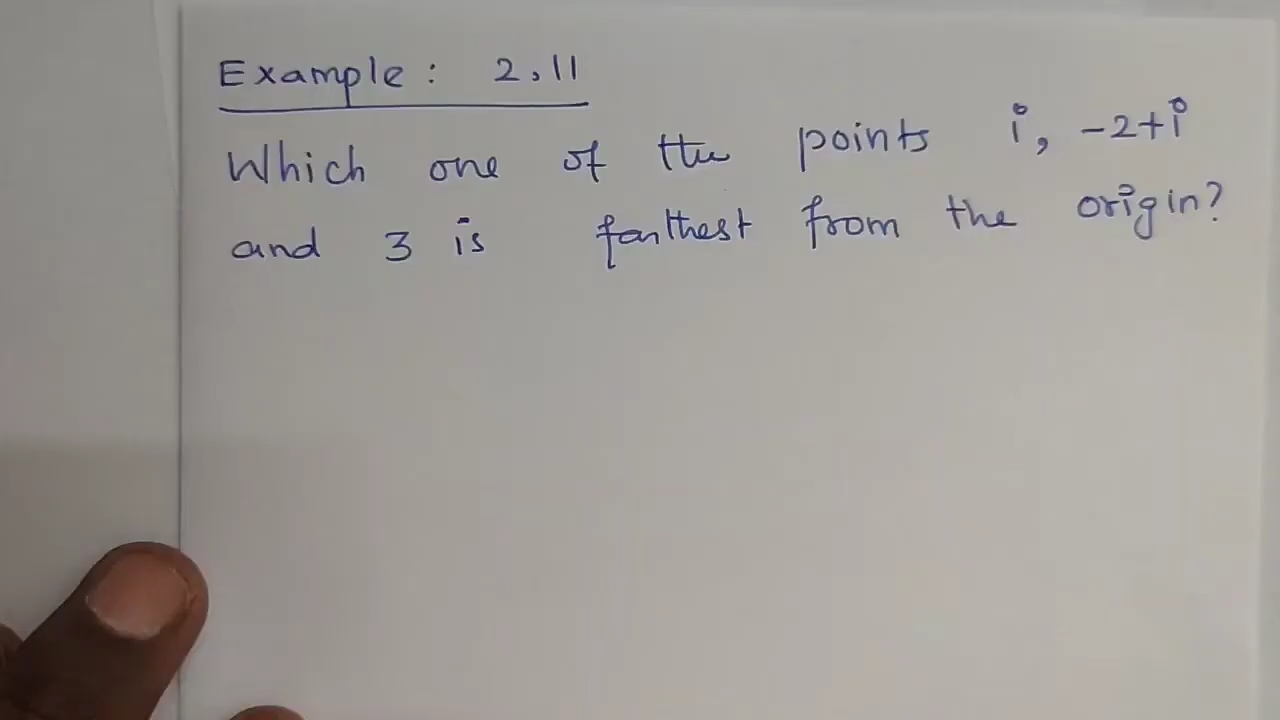 Example: 2.11
Which one of the points i, -2+i
and 3 is farthest from the origin?